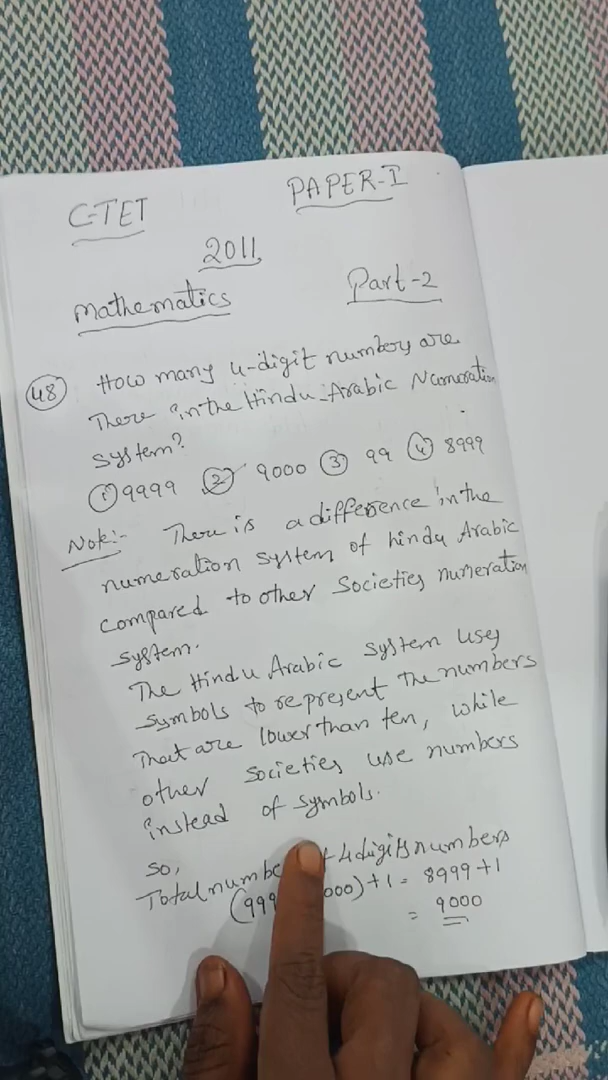 C-TET PAPER-I
2011
Mathematics Part-2
48 How many 4-digit numbers are
There in the Hindu-Arabic Numeration
system?
① 9999 ② 9000 ③ 99 ④ 8999
Note:- There is a difference in the
numeration system of hindu Arabic
compared to other Societies numeration
system.
The Hindu Arabic system uses
symbols to represent the numbers
that are lower than ten, while
other societies use numbers
instead of symbols.
So,
Total 4 digits numbers
+1 = 8999+1
= 9000